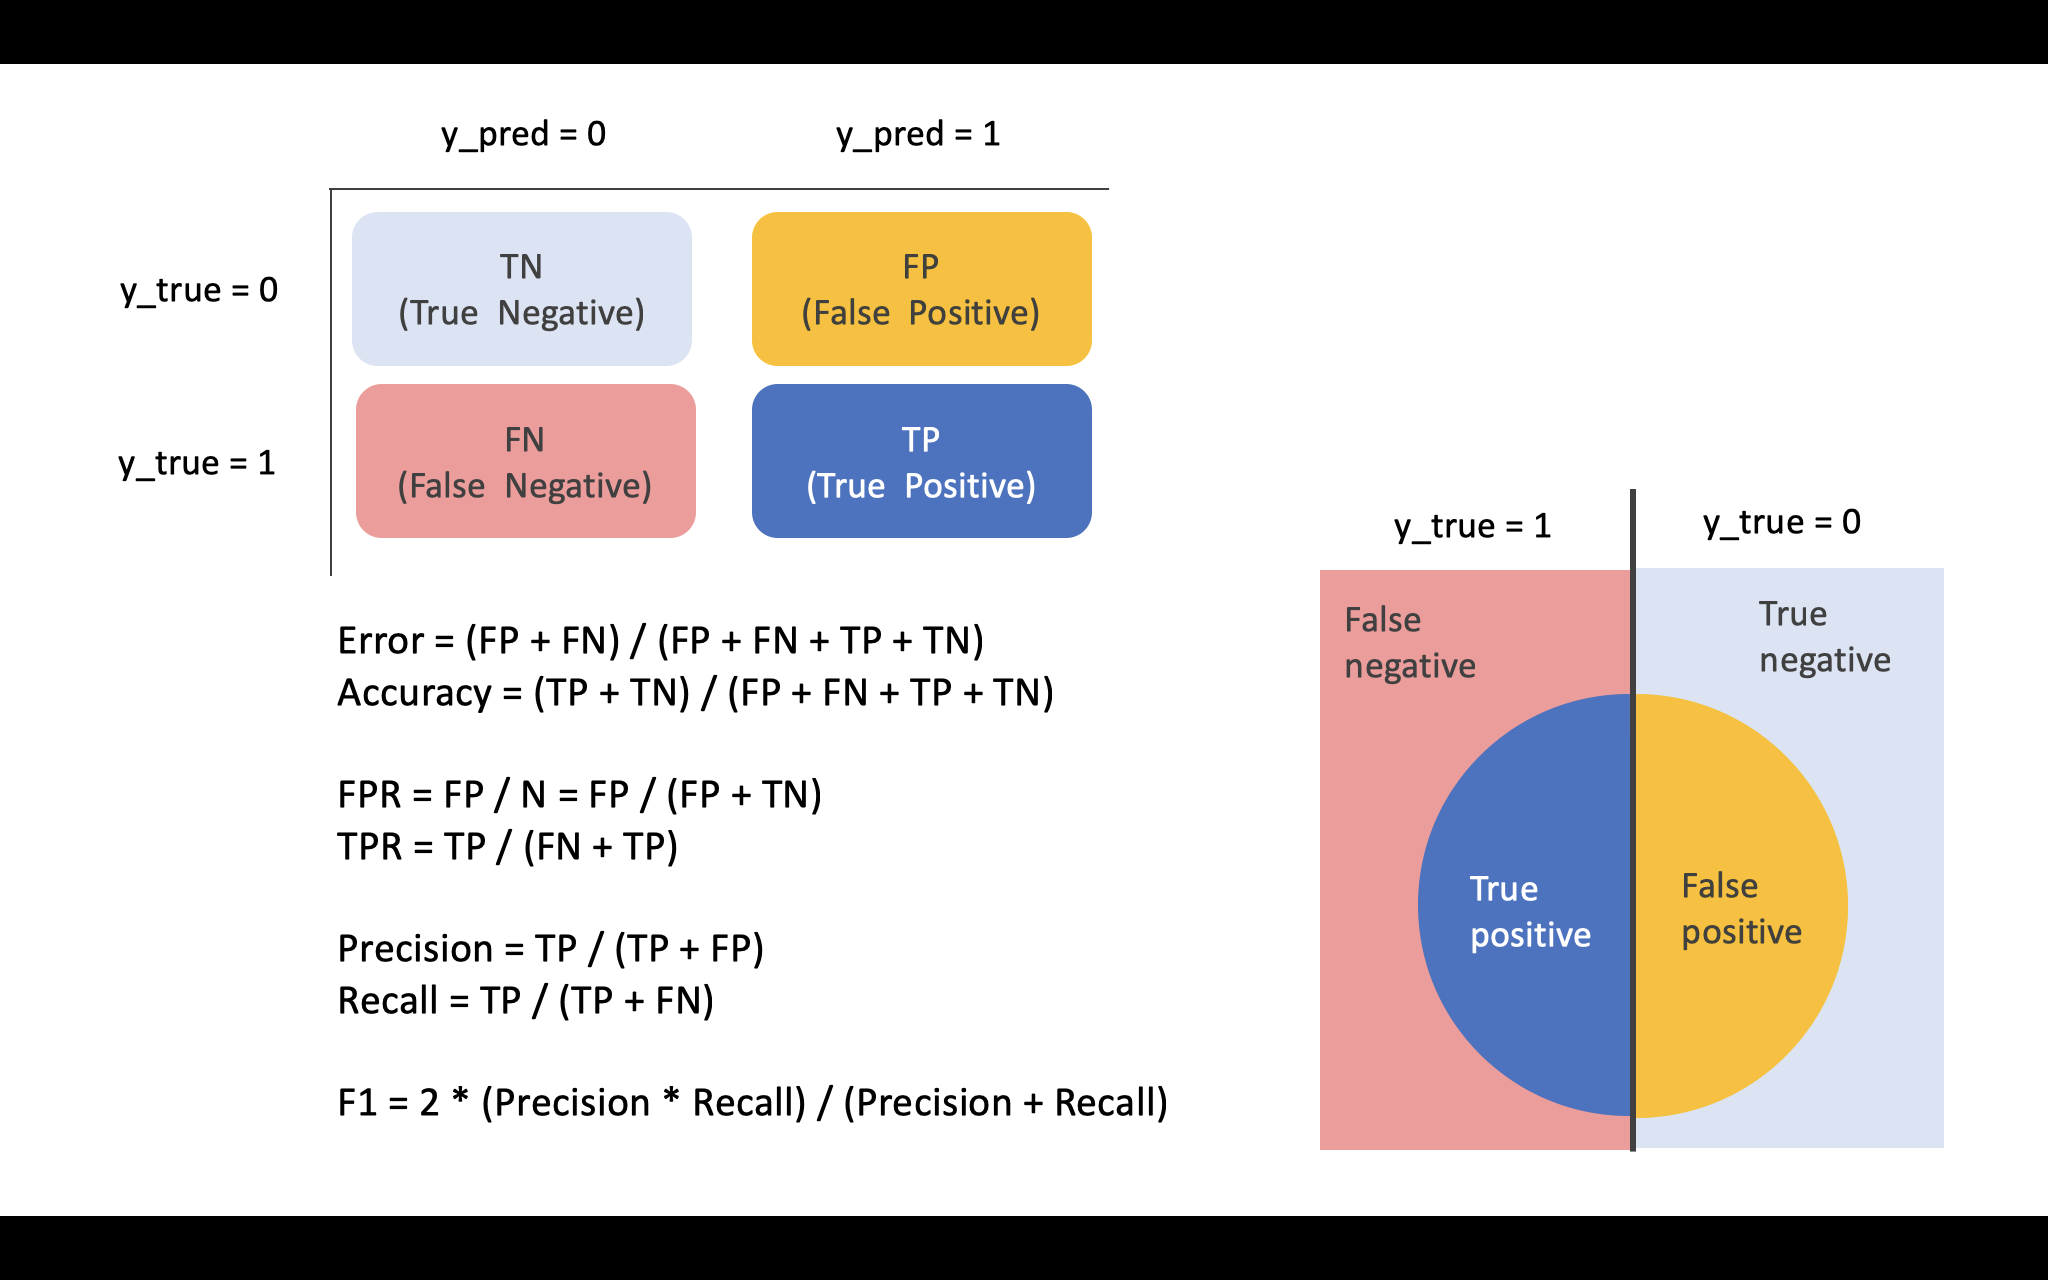 y_pred = 0
y_pred = 1
y_true = 0
TN
(True Negative)
FP
(False Positive)
y_true = 1
FN
(False Negative)
TP
(True Positive)
Error = (FP + FN) / (FP + FN + TP + TN)
Accuracy = (TP + TN) / (FP + FN + TP + TN)
FPR = FP / N = FP / (FP + TN)
TPR = TP / (FN + TP)
Precision = TP / (TP + FP)
Recall = TP / (TP + FN)
F1 = 2 * (Precision * Recall) / (Precision + Recall)
y_true = 1
y_true = 0
False
negative
True
negative
True
positive
False
positive